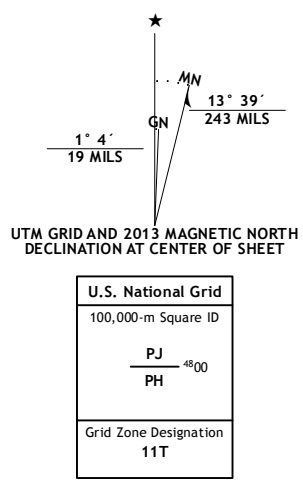 ★
MN
GN
13° 39´
243 MILS
1° 4´
19 MILS
UTM GRID AND 2013 MAGNETIC NORTH
DECLINATION AT CENTER OF SHEET
U.S. National Grid
100,000-m Square ID
PJ
⁴⁸00
PH
Grid Zone Designation
11T